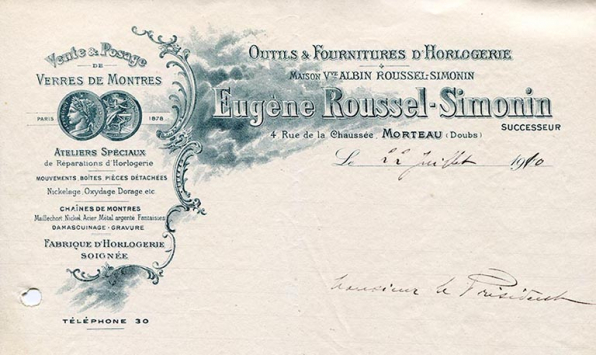 Vente & Posage
DE
VERRES DE MONTRES
PARIS 1878
ATELIERS SPÉCIAUX
de Réparations d'Horlogerie
MOUVEMENTS, BOÎTES PIÈCES DÉTACHÉES
Nickelage, Oxydage Dorage, etc.
CHAÎNES DE MONTRES
Maillechort, Nickel, Acier, Métal argenté, Fantaisies
DAMASQUINAGE - GRAVURE
FABRIQUE D'HORLOGERIE
SOIGNÉE
TÉLÉPHONE 30
OUTILS & FOURNITURES D'HORLOGERIE
MAISON Vve ALBIN ROUSSEL-SIMONIN
Eugène Roussel-Simonin
SUCCESSEUR
4 Rue de la Chaussée, MORTEAU (Doubs)
Le 22 juillet 1910
Monsieur le Président